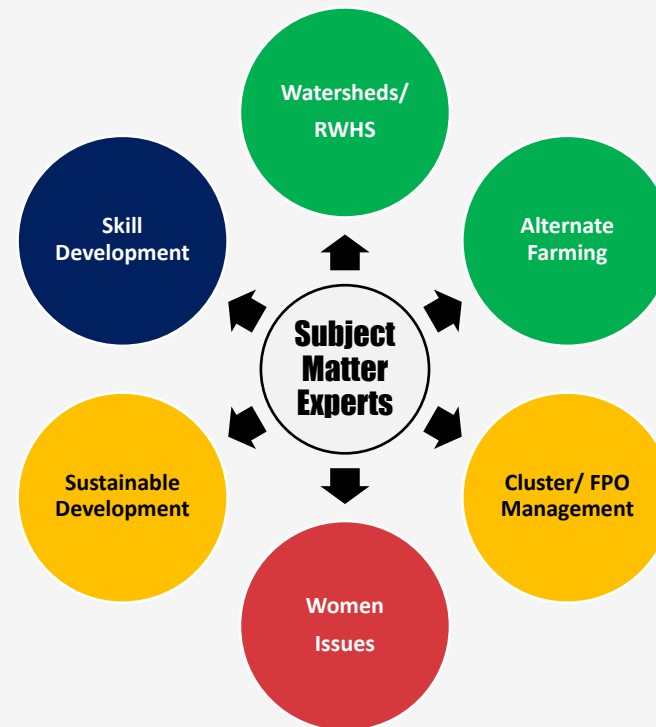 Watersheds/
RWHS
Skill
Development
Alternate
Farming
Subject
Matter
Experts
Sustainable
Development
Cluster/ FPO
Management
Women
Issues